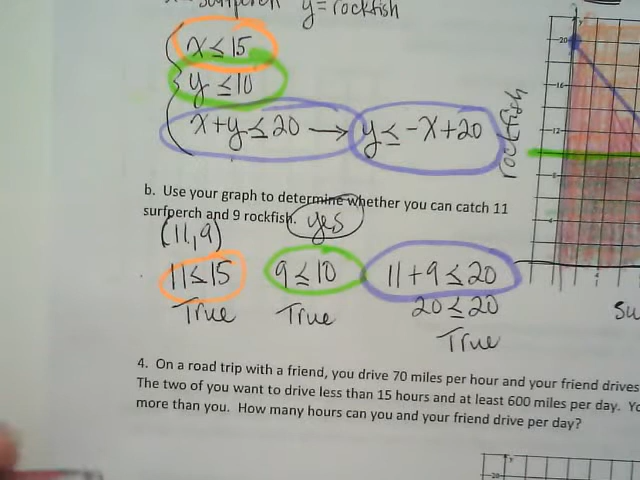 x = surfperch y = rockfish
x ≤ 15
y ≤ 10
x + y ≤ 20 → y ≤ -x + 20
rockfish
20
16
12
8
4
b. Use your graph to determine whether you can catch 11
surfperch and 9 rockfish. yes
(11, 9)
11 ≤ 15 9 ≤ 10 11 + 9 ≤ 20
True True 20 ≤ 20
True
su
4. On a road trip with a friend, you drive 70 miles per hour and your friend drives
The two of you want to drive less than 15 hours and at least 600 miles per day. Yo
more than you. How many hours can you and your friend drive per day?
20
y